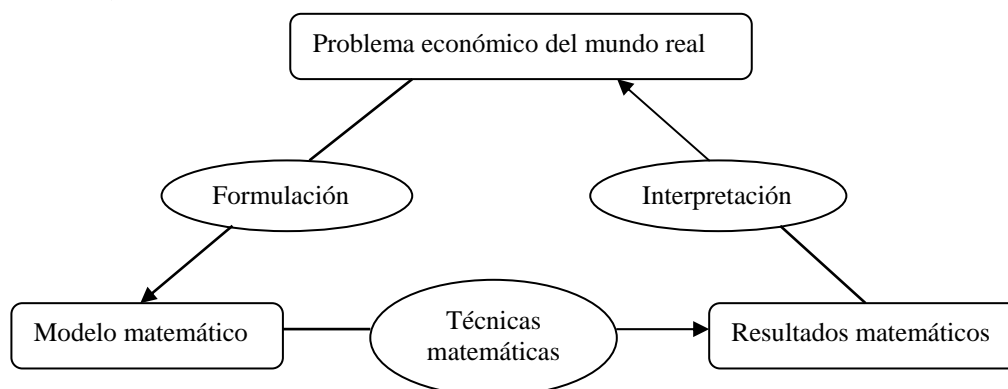 Problema económico del mundo real
Formulación
Interpretación
Modelo matemático
Técnicas
matemáticas
Resultados matemáticos